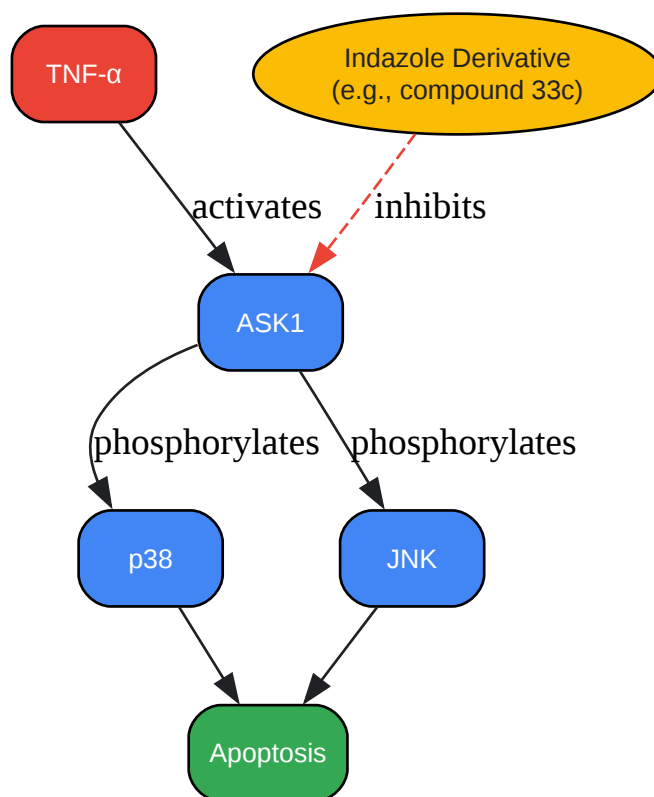 TNF-α
Indazole Derivative
(e.g., compound 33c)
activates
inhibits
ASK1
phosphorylates
phosphorylates
p38
JNK
Apoptosis